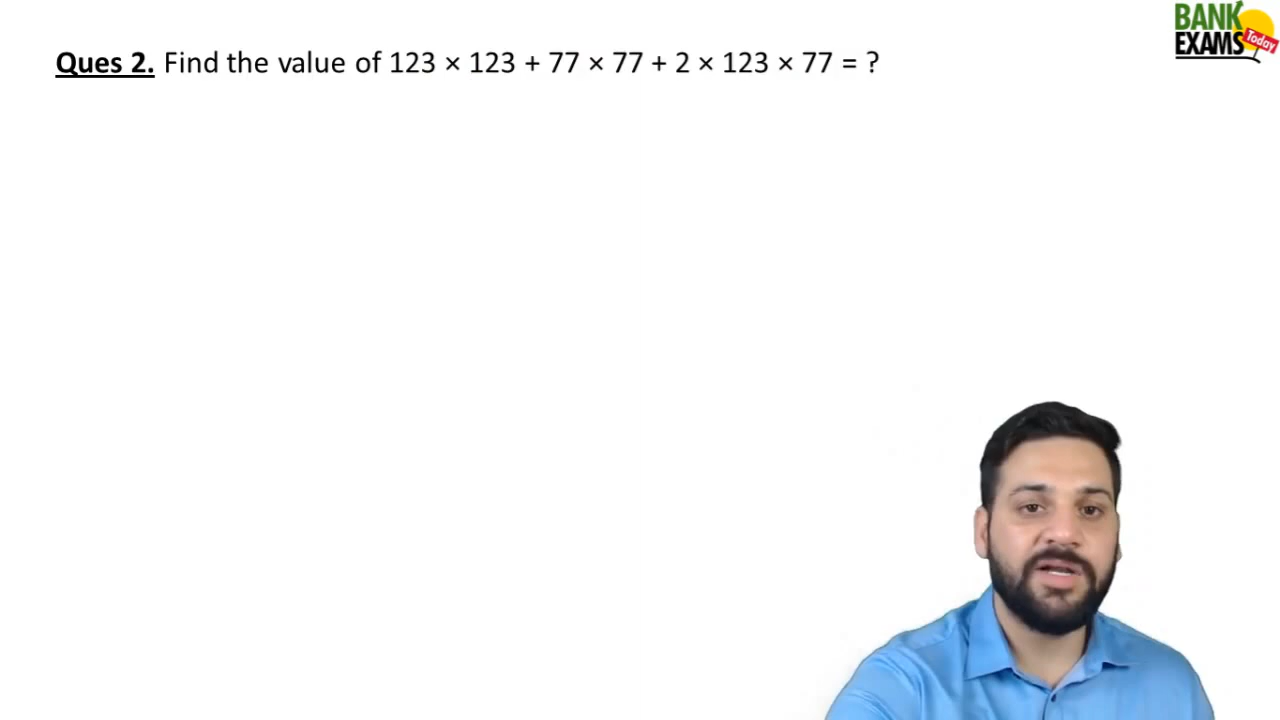 BANK
EXAMS Today
Ques 2. Find the value of 123 × 123 + 77 × 77 + 2 × 123 × 77 = ?